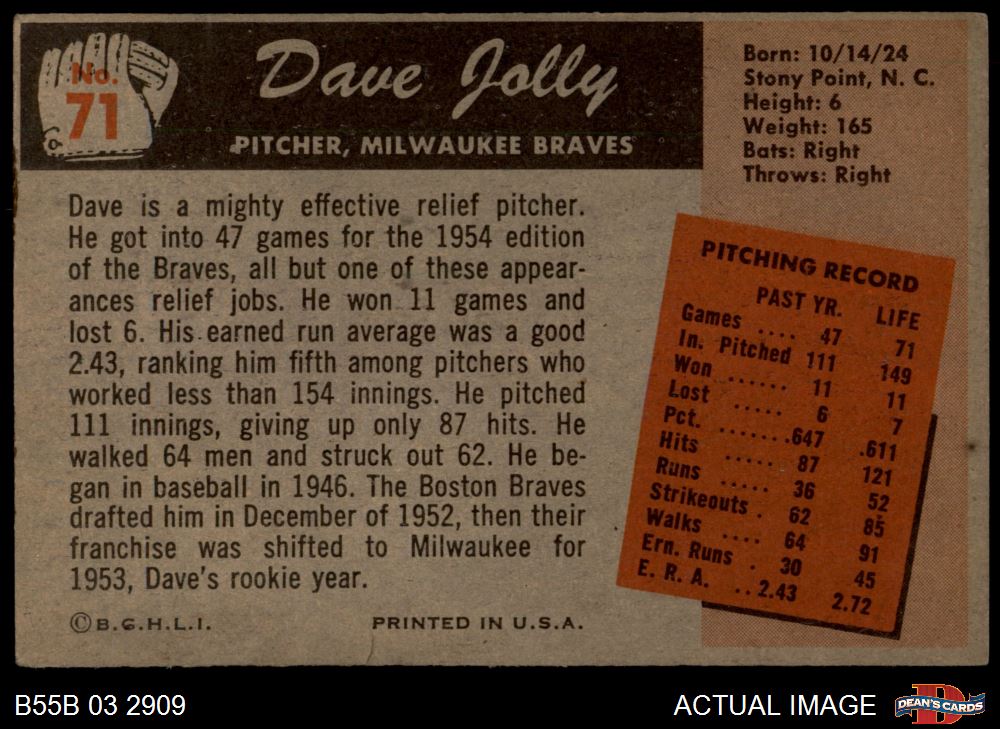 No.
71
Dave Jolly
PITCHER, MILWAUKEE BRAVES
Born: 10/14/24
Stony Point, N. C.
Height: 6
Weight: 165
Bats: Right
Throws: Right
Dave is a mighty effective relief pitcher.
He got into 47 games for the 1954 edition
of the Braves, all but one of these appear-
ances relief jobs. He won 11 games and
lost 6. His earned run average was a good
2.43, ranking him fifth among pitchers who
worked less than 154 innings. He pitched
111 innings, giving up only 87 hits. He
walked 64 men and struck out 62. He be-
gan in baseball in 1946. The Boston Braves
drafted him in December of 1952, then their
franchise was shifted to Milwaukee for
1953, Dave's rookie year.
PITCHING RECORD
PAST YR. LIFE
Games .... 47 71
In. Pitched 111 149
Won ...... 11 11
Lost ..... 6 7
Pct. .......647 .611
Hits ..... 87 121
Runs ..... 36 52
Strikeouts . 62 85
Walks .... 64 91
Ern. Runs . 30 45
E. R. A. ..2.43 2.72
©B.G.H.L.I. PRINTED IN U.S.A.
B55B 03 2909 ACTUAL IMAGE D DEAN'S CARDS